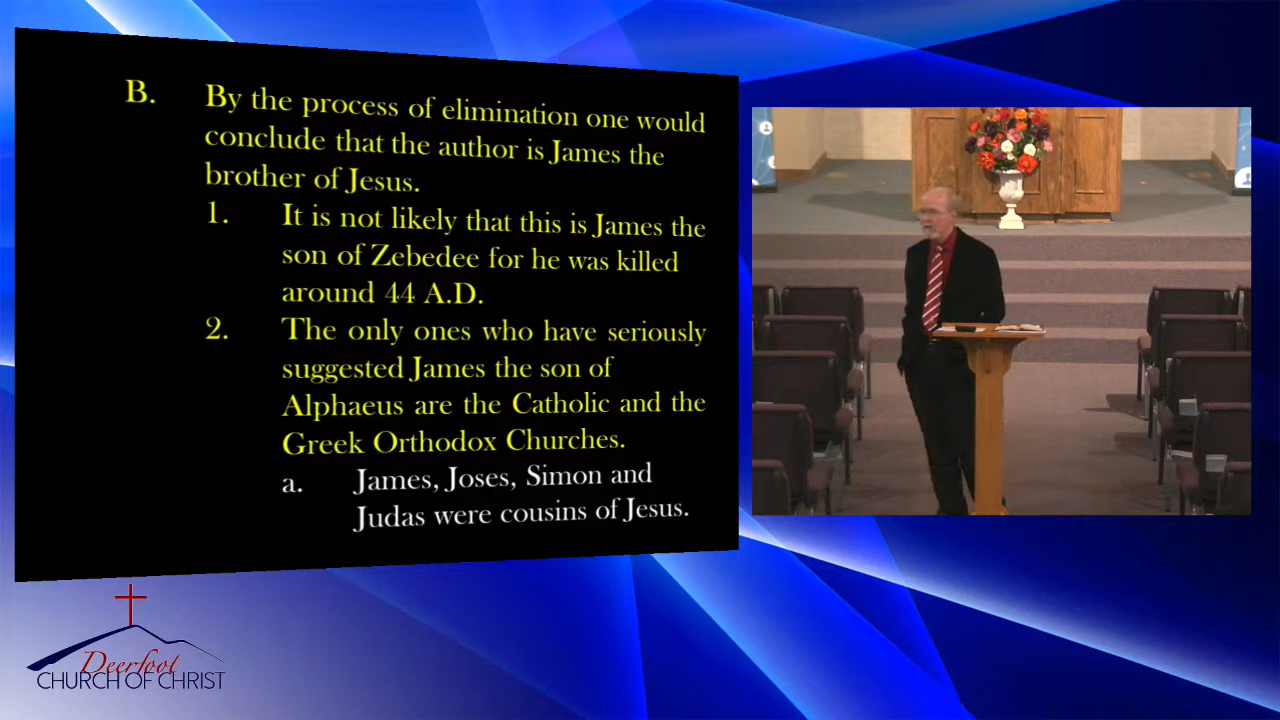 B. By the process of elimination one would
conclude that the author is James the
brother of Jesus.
1. It is not likely that this is James the
son of Zebedee for he was killed
around 44 A.D.
2. The only ones who have seriously
suggested James the son of
Alphaeus are the Catholic and the
Greek Orthodox Churches.
a. James, Joses, Simon and
Judas were cousins of Jesus.
Deerfoot
CHURCH OF CHRIST